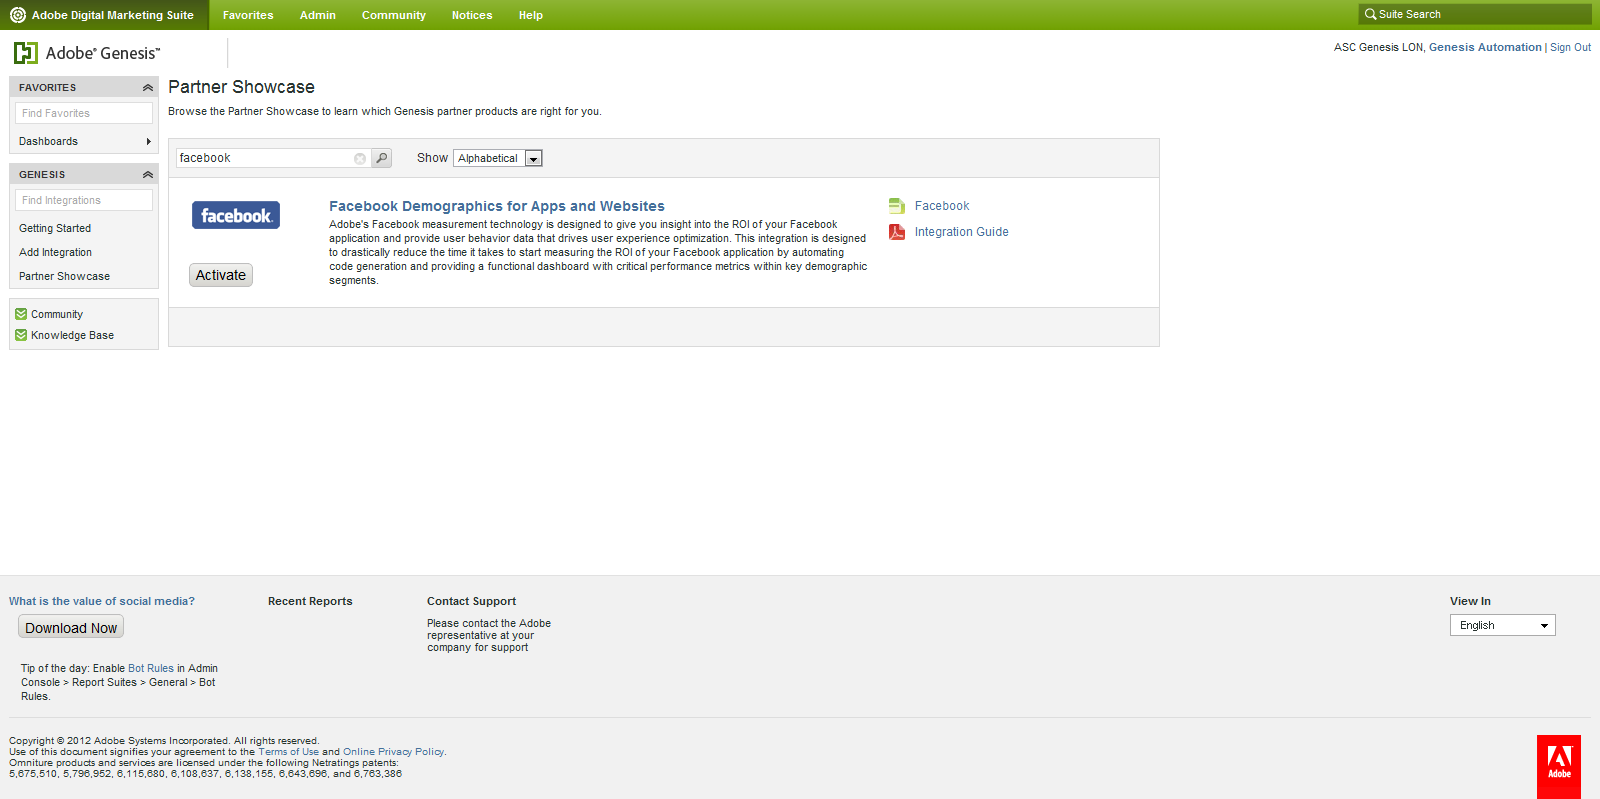 Adobe Digital Marketing Suite Favorites Admin Community Notices Help Suite Search
Adobe® Genesis™
ASC Genesis LON, Genesis Automation | Sign Out
FAVORITES
Find Favorites
Dashboards
GENESIS
Find Integrations
Getting Started
Add Integration
Partner Showcase
Community
Knowledge Base
Partner Showcase
Browse the Partner Showcase to learn which Genesis partner products are right for you.
facebook Show Alphabetical
facebook.
Activate
Facebook Demographics for Apps and Websites
Adobe's Facebook measurement technology is designed to give you insight into the ROI of your Facebook
application and provide user behavior data that drives user experience optimization. This integration is designed
to drastically reduce the time it takes to start measuring the ROI of your Facebook application by automating
code generation and providing a functional dashboard with critical performance metrics within key demographic
segments.
Facebook
Integration Guide
What is the value of social media?
Download Now
Tip of the day: Enable Bot Rules in Admin
Console > Report Suites > General > Bot
Rules.
Recent Reports
Contact Support
Please contact the Adobe
representative at your
company for support
View In
English
Copyright © 2012 Adobe Systems Incorporated. All rights reserved.
Use of this document signifies your agreement to the Terms of Use and Online Privacy Policy.
Omniture products and services are licensed under the following Netratings patents:
5,675,510, 5,796,952, 6,115,680, 6,108,637, 6,138,155, 6,643,696, and 6,763,386
Adobe